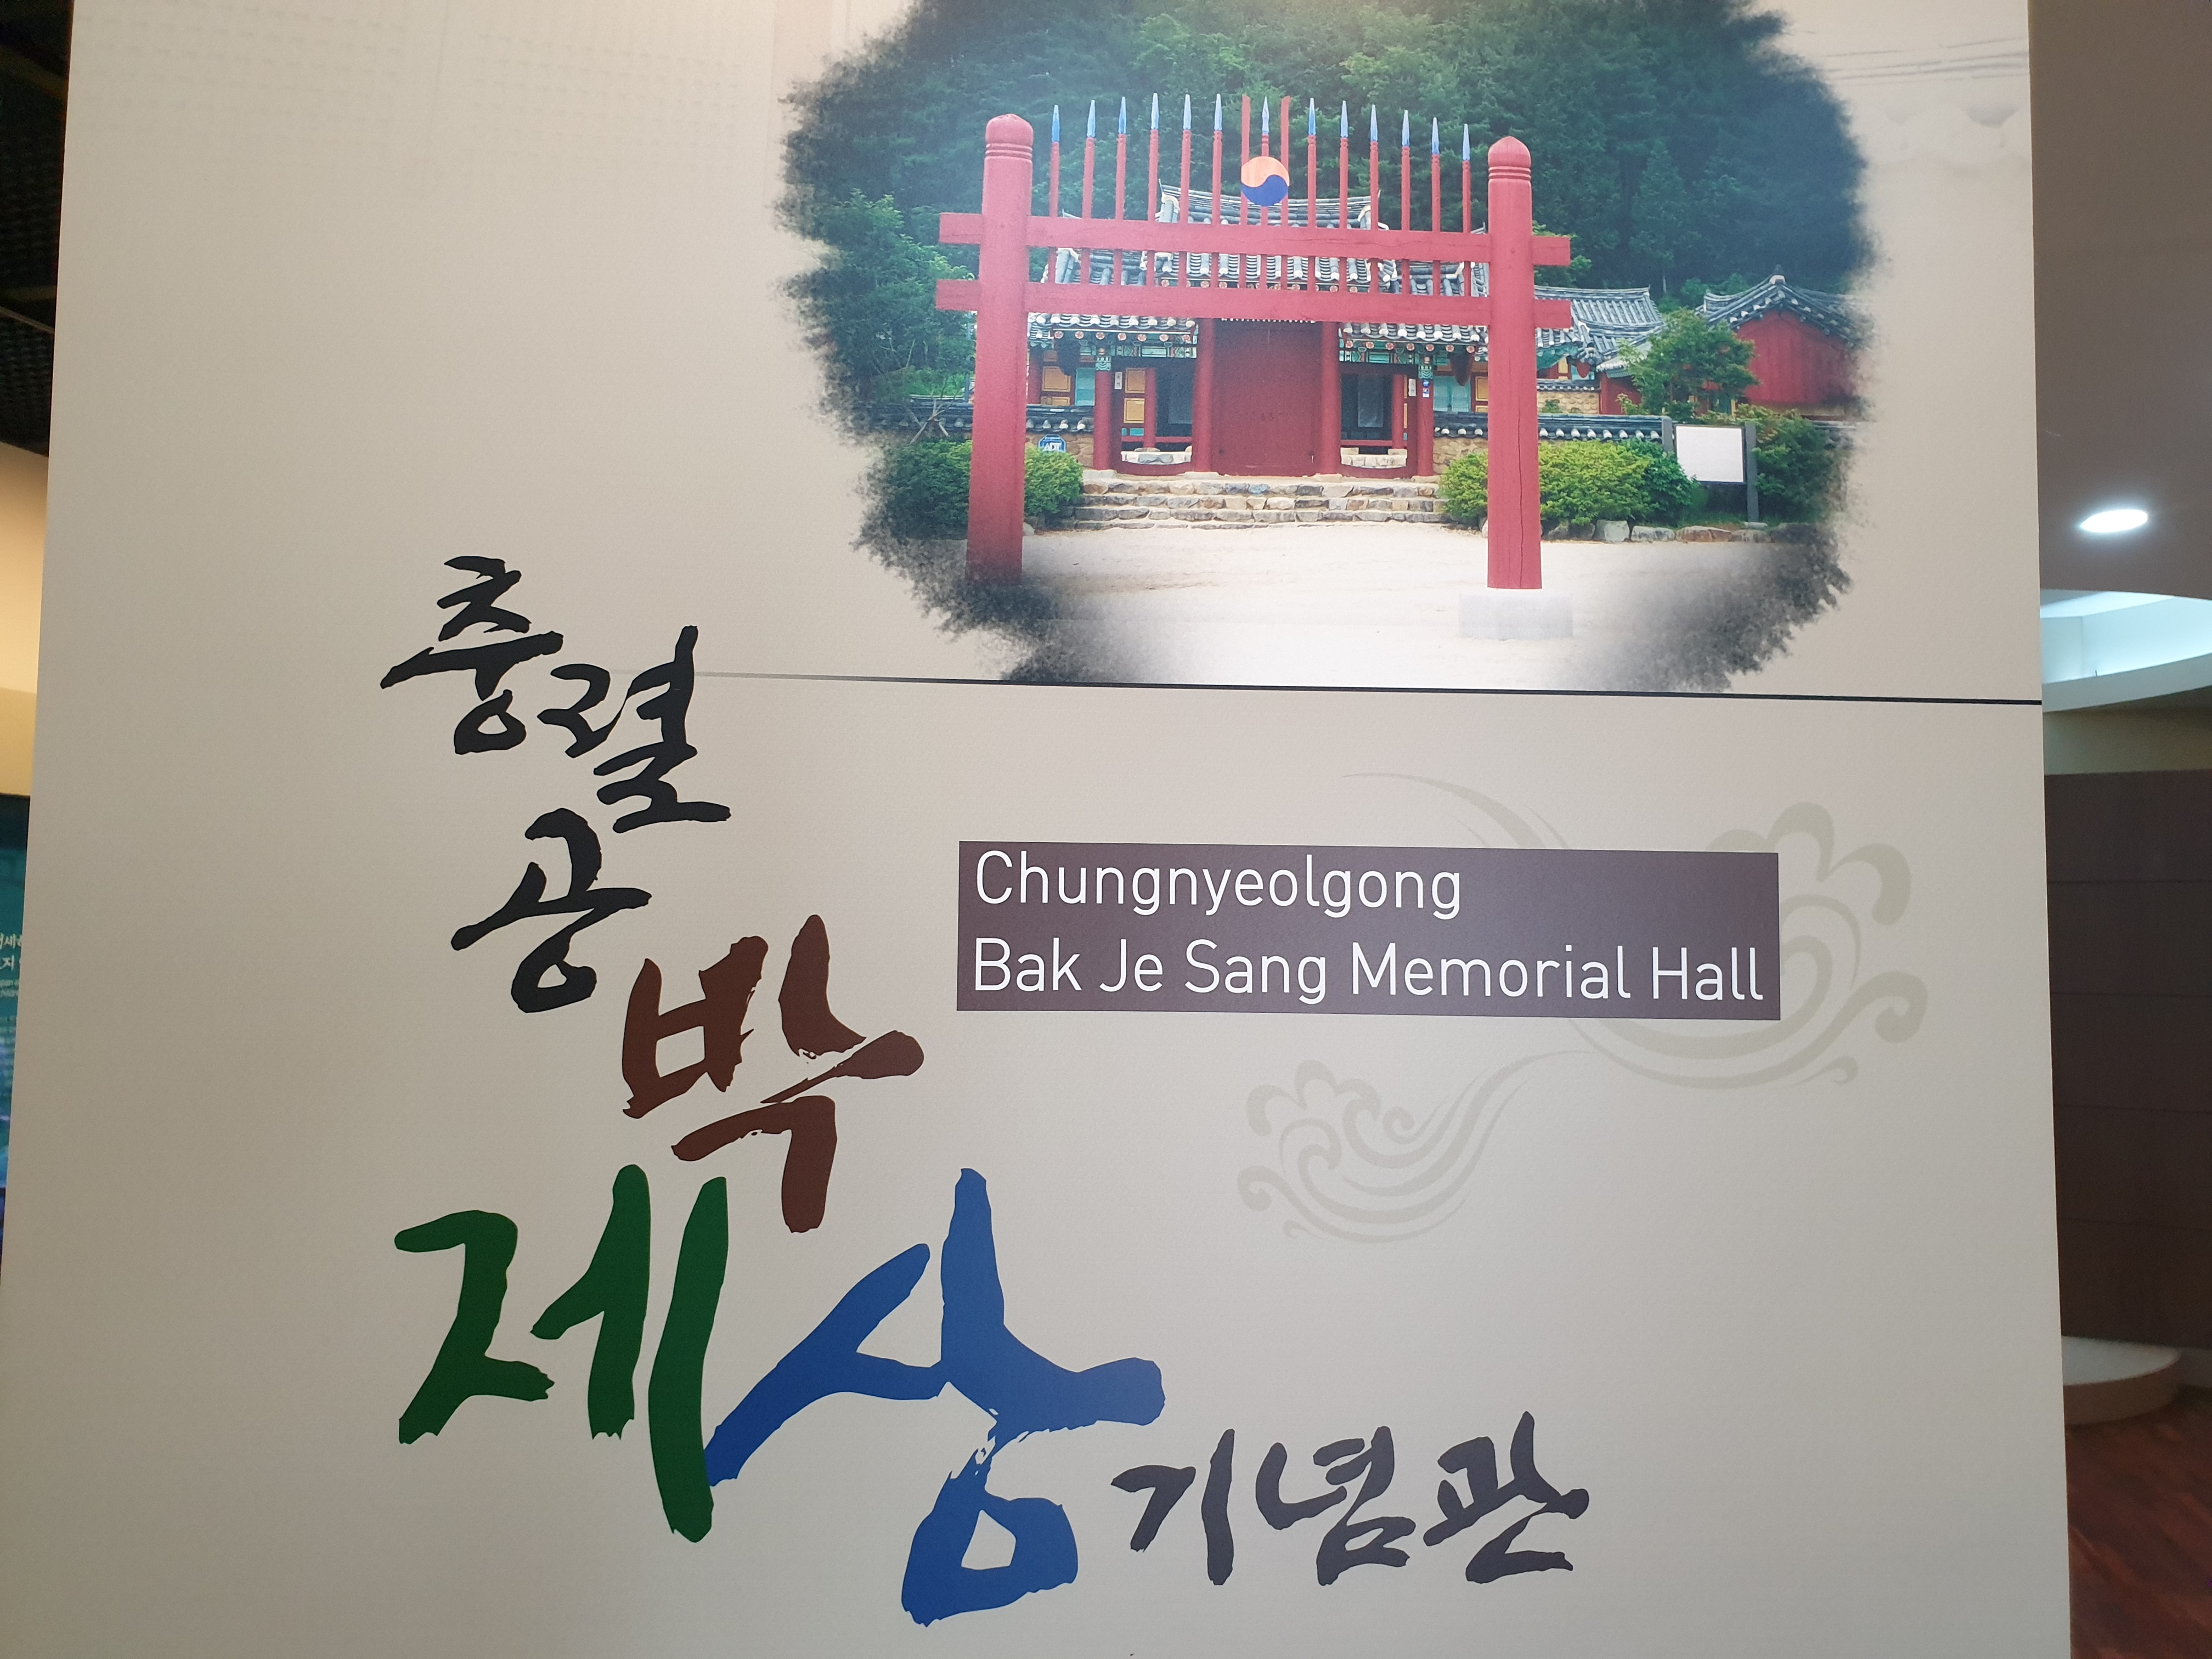 충렬
공
박
제상
기념관
Chungnyeolgong
Bak Je Sang Memorial Hall